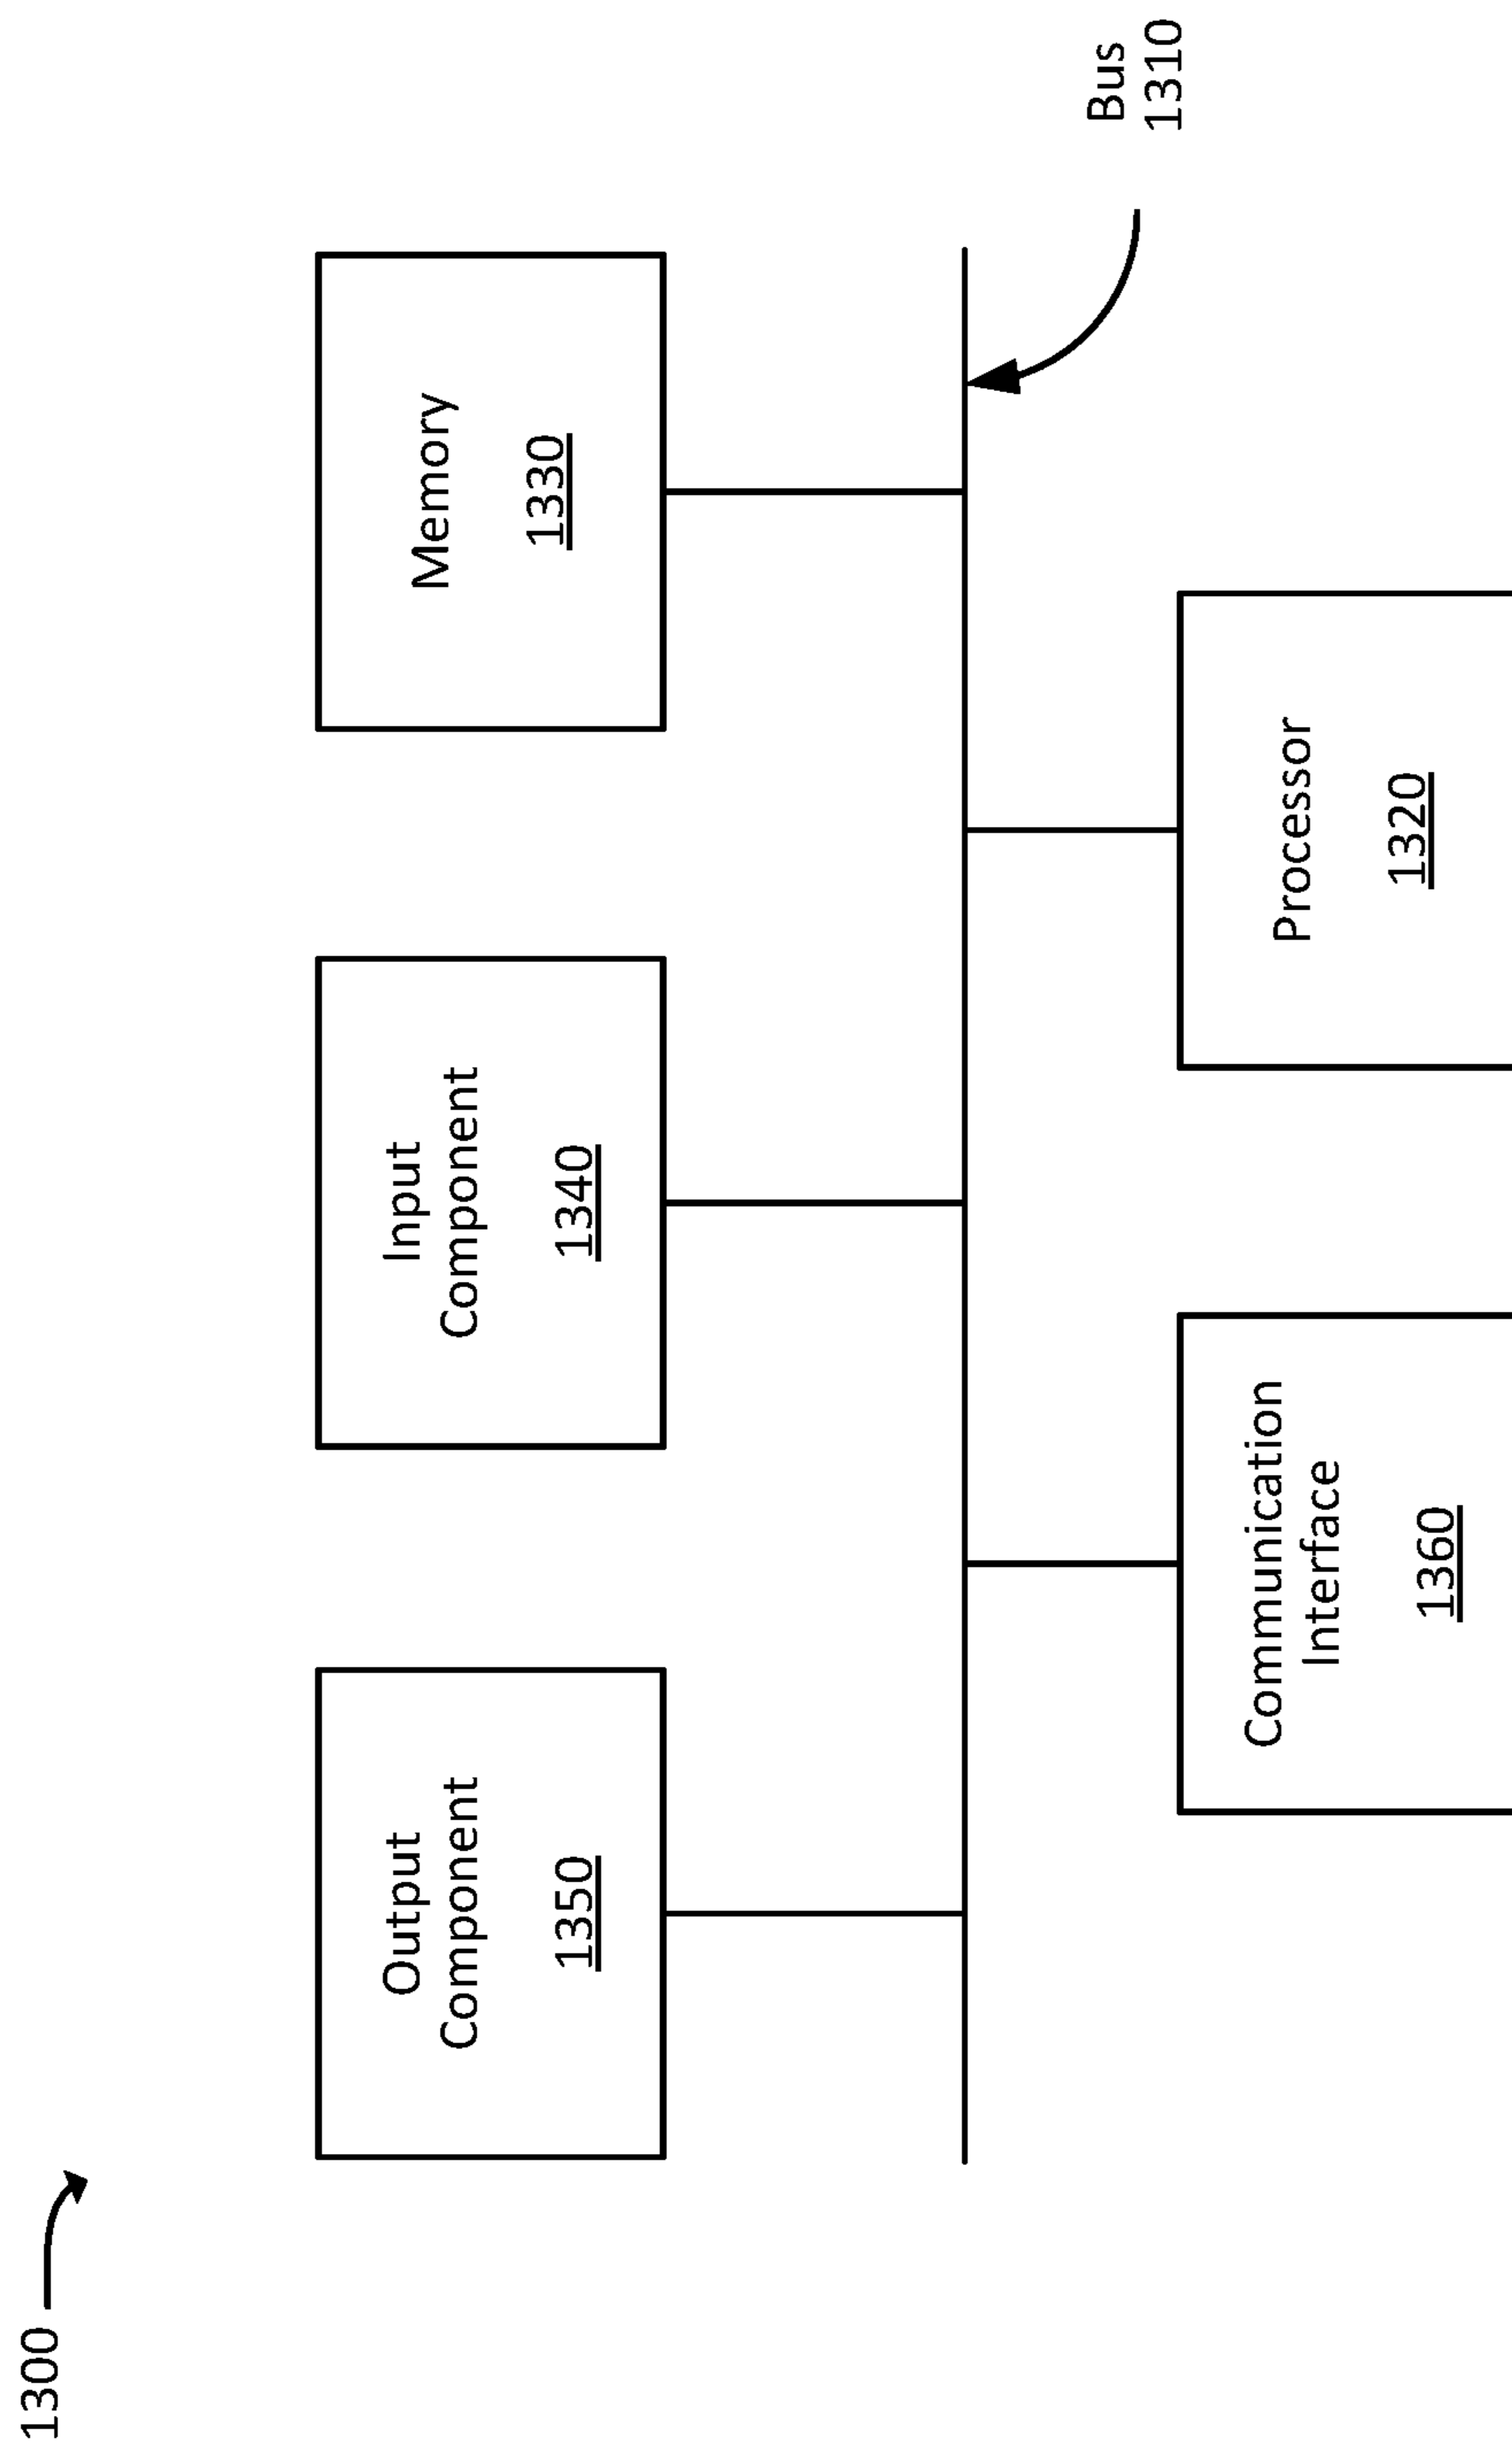 1300
Output
Component
1350
Input
Component
1340
Memory
1330
Bus
1310
Communication
Interface
1360
Processor
1320